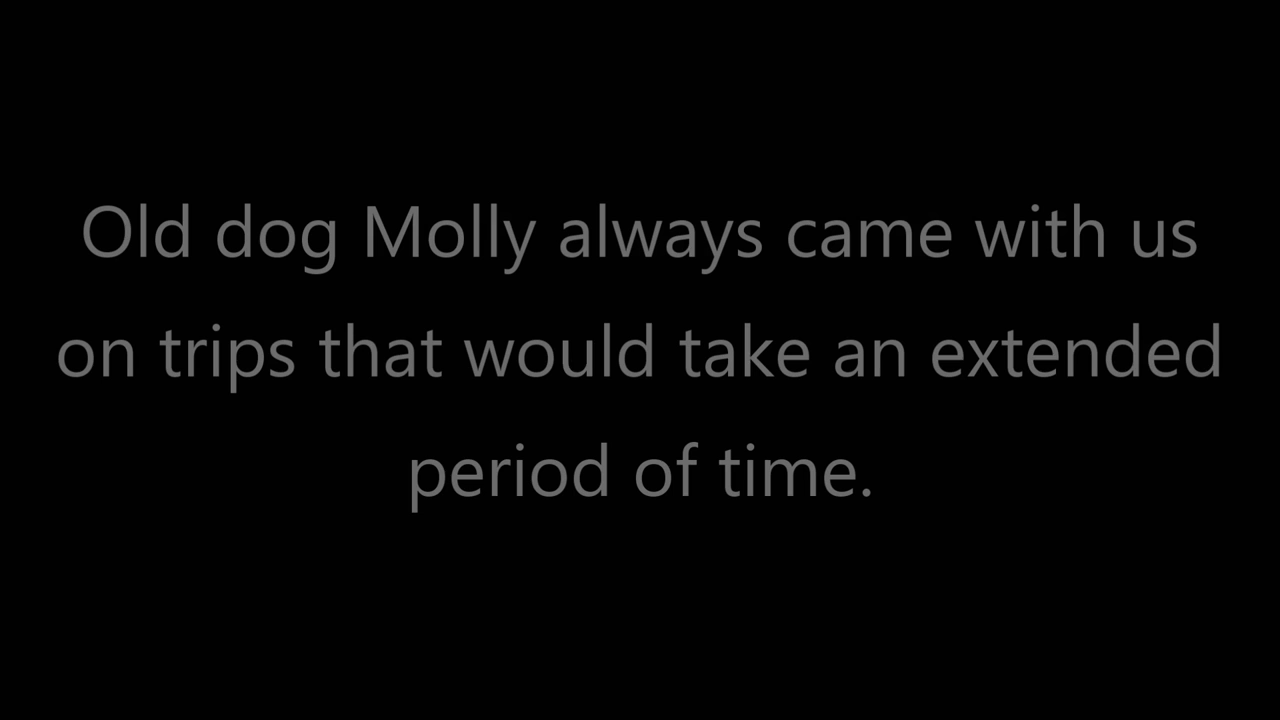 Old dog Molly always came with us
on trips that would take an extended
period of time.